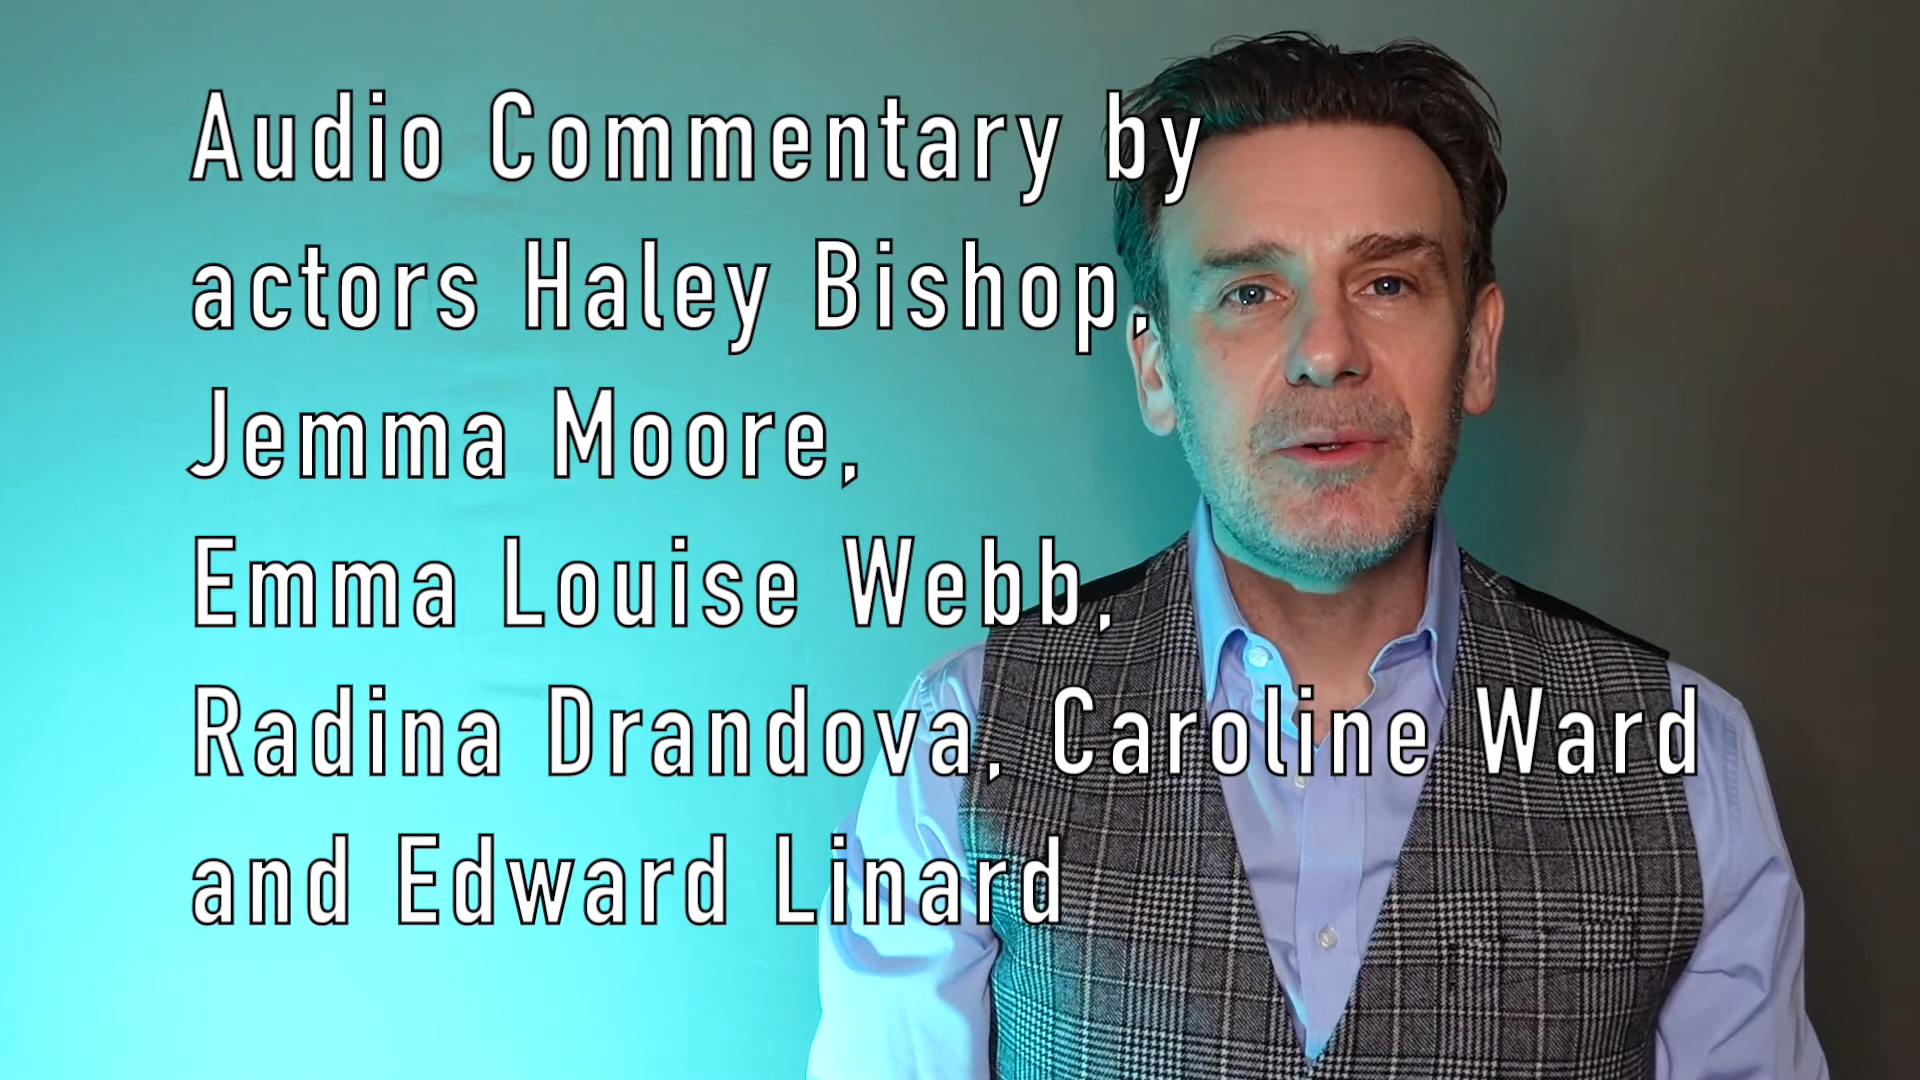 Audio Commentary by
actors Haley Bishop,
Jemma Moore,
Emma Louise Webb,
Radina Drandova, Caroline Ward
and Edward Linard